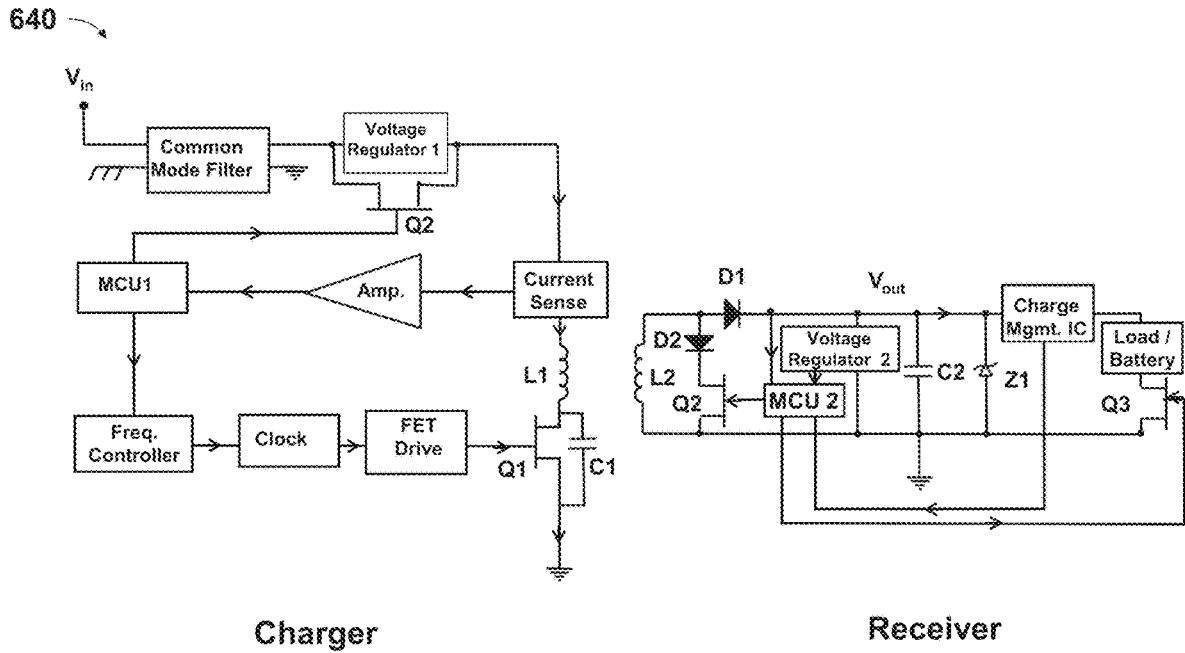 640
Vin
Common
Mode Filter
Voltage
Regulator 1
Q2
MCU1
Amp.
Current
Sense
L1
Freq.
Controller
Clock
FET
Drive
Q1
C1
Charger
D1
Vout
D2
L2
Q2
Voltage
Regulator 2
MCU 2
C2
Z1
Charge
Mgmt. IC
Load /
Battery
Q3
Receiver